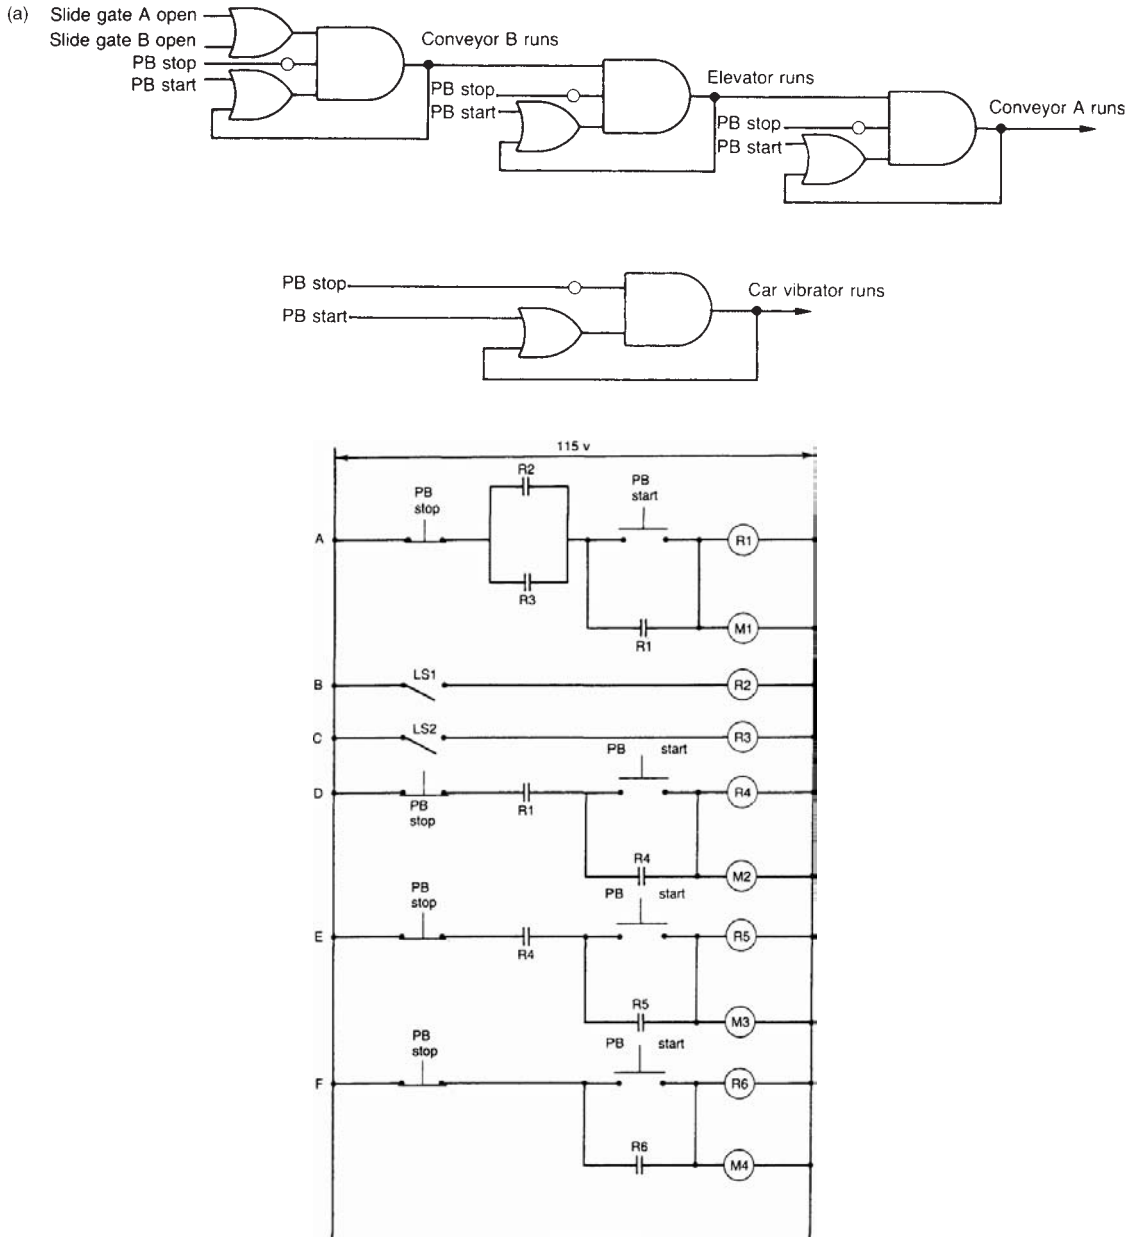 (a)
Slide gate A open
Slide gate B open
PB stop
PB start
Conveyor B runs
PB stop
PB start
Elevator runs
PB stop
PB start
Conveyor A runs
PB stop
PB start
Car vibrator runs
115 v
A
PB
stop
R2
R3
PB
start
R1
R1
M1
B
LS1
R2
C
LS2
R3
D
PB
stop
R1
PB start
R4
R4
M2
E
PB
stop
R4
PB start
R5
R5
M3
F
PB
stop
PB start
R6
R6
M4